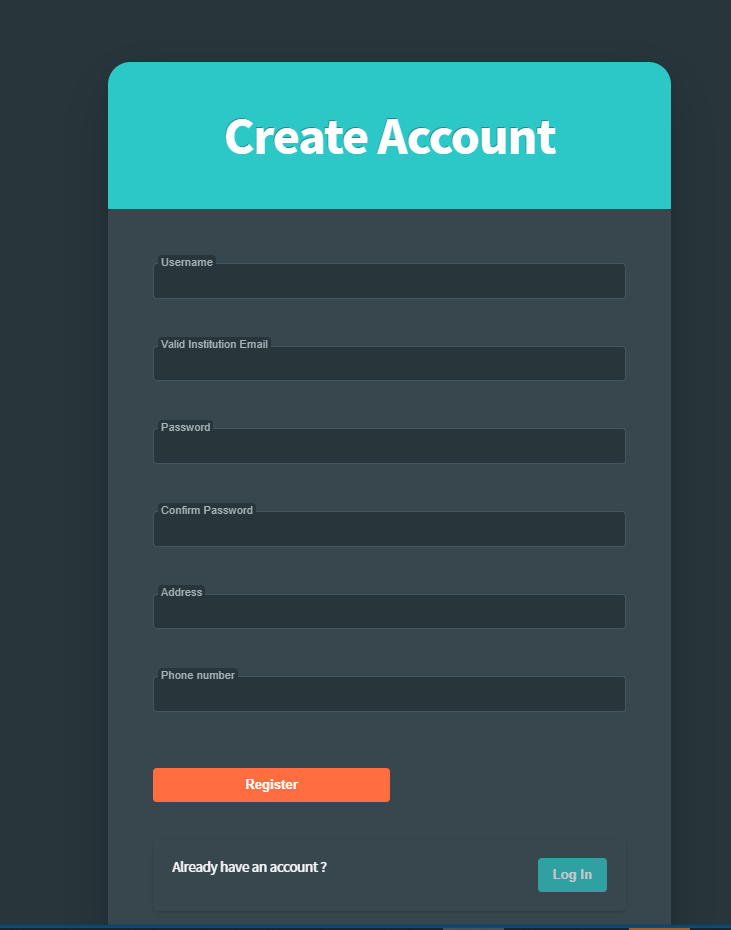 Create Account
Username
Valid Institution Email
Password
Confirm Password
Address
Phone number
Register
Already have an account ?
Log In